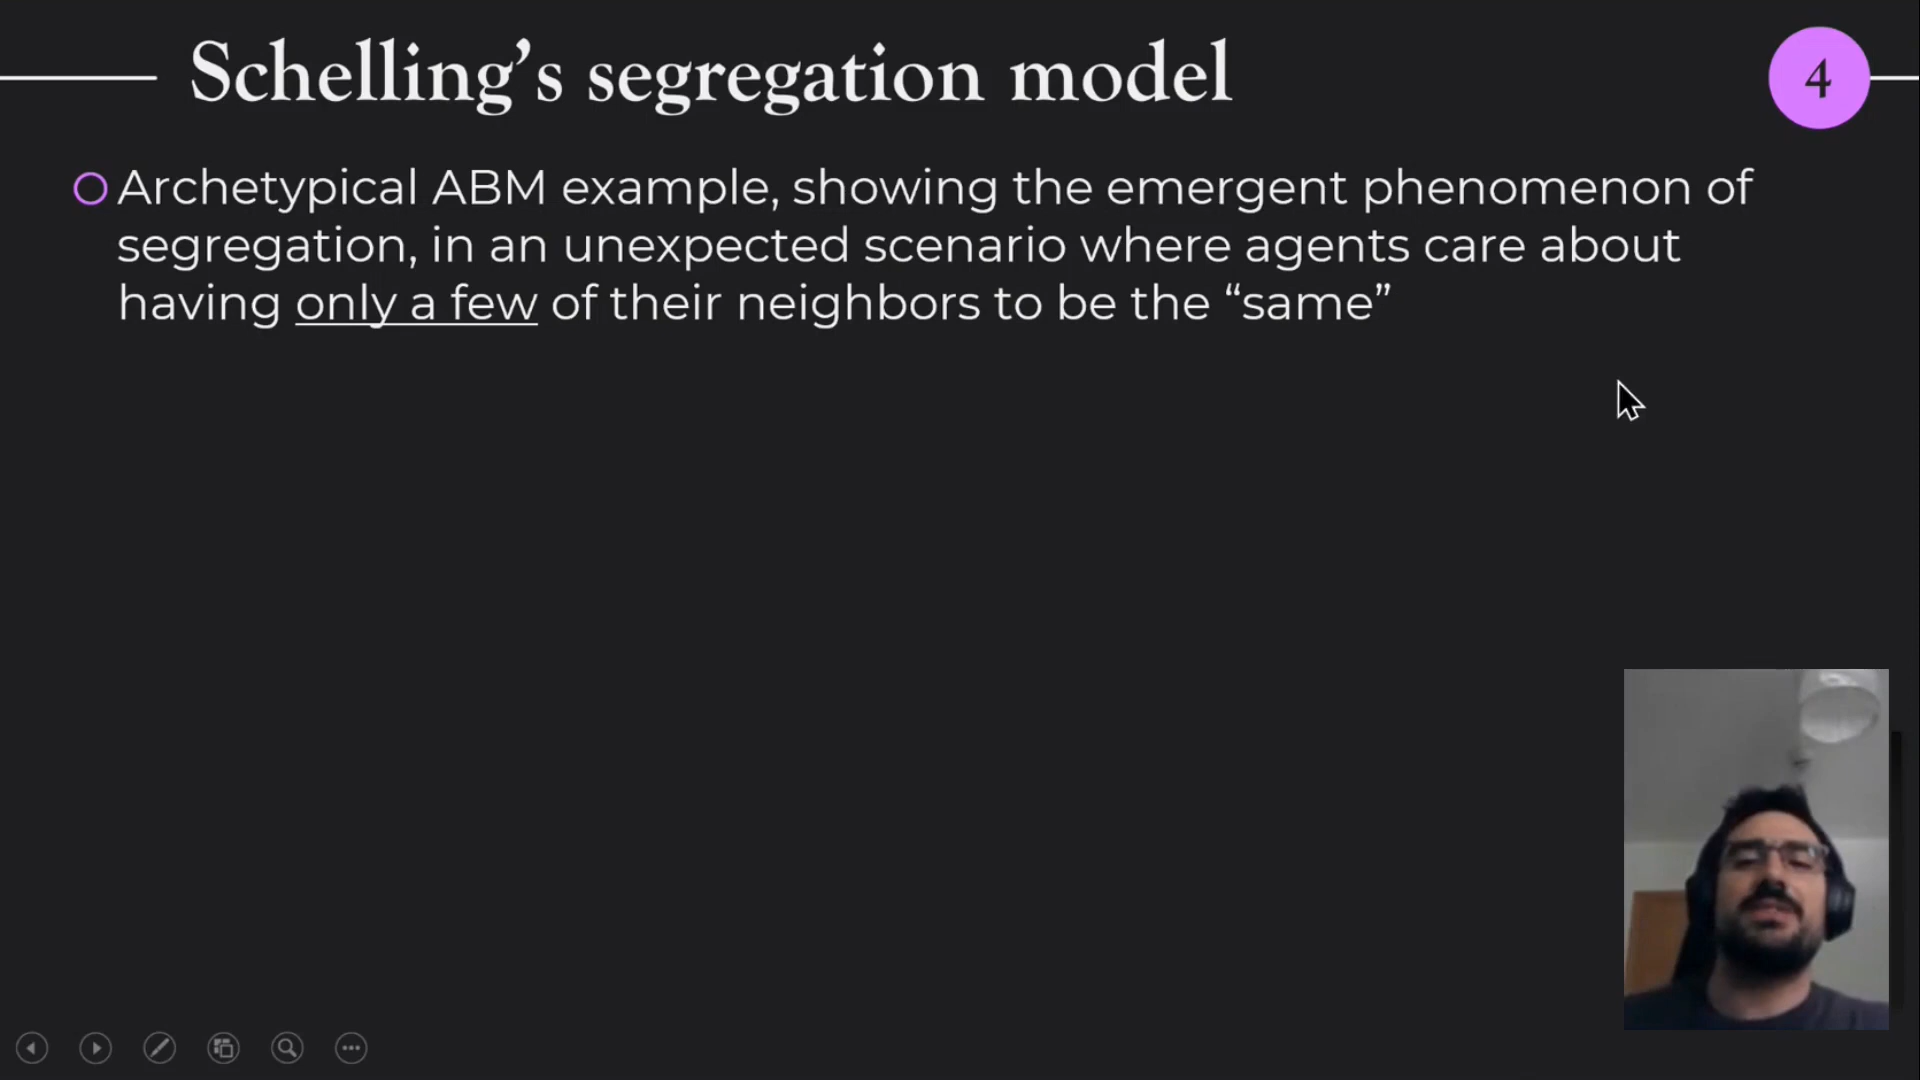 Schelling’s segregation model
4
Archetypical ABM example, showing the emergent phenomenon of
segregation, in an unexpected scenario where agents care about
having only a few of their neighbors to be the “same”